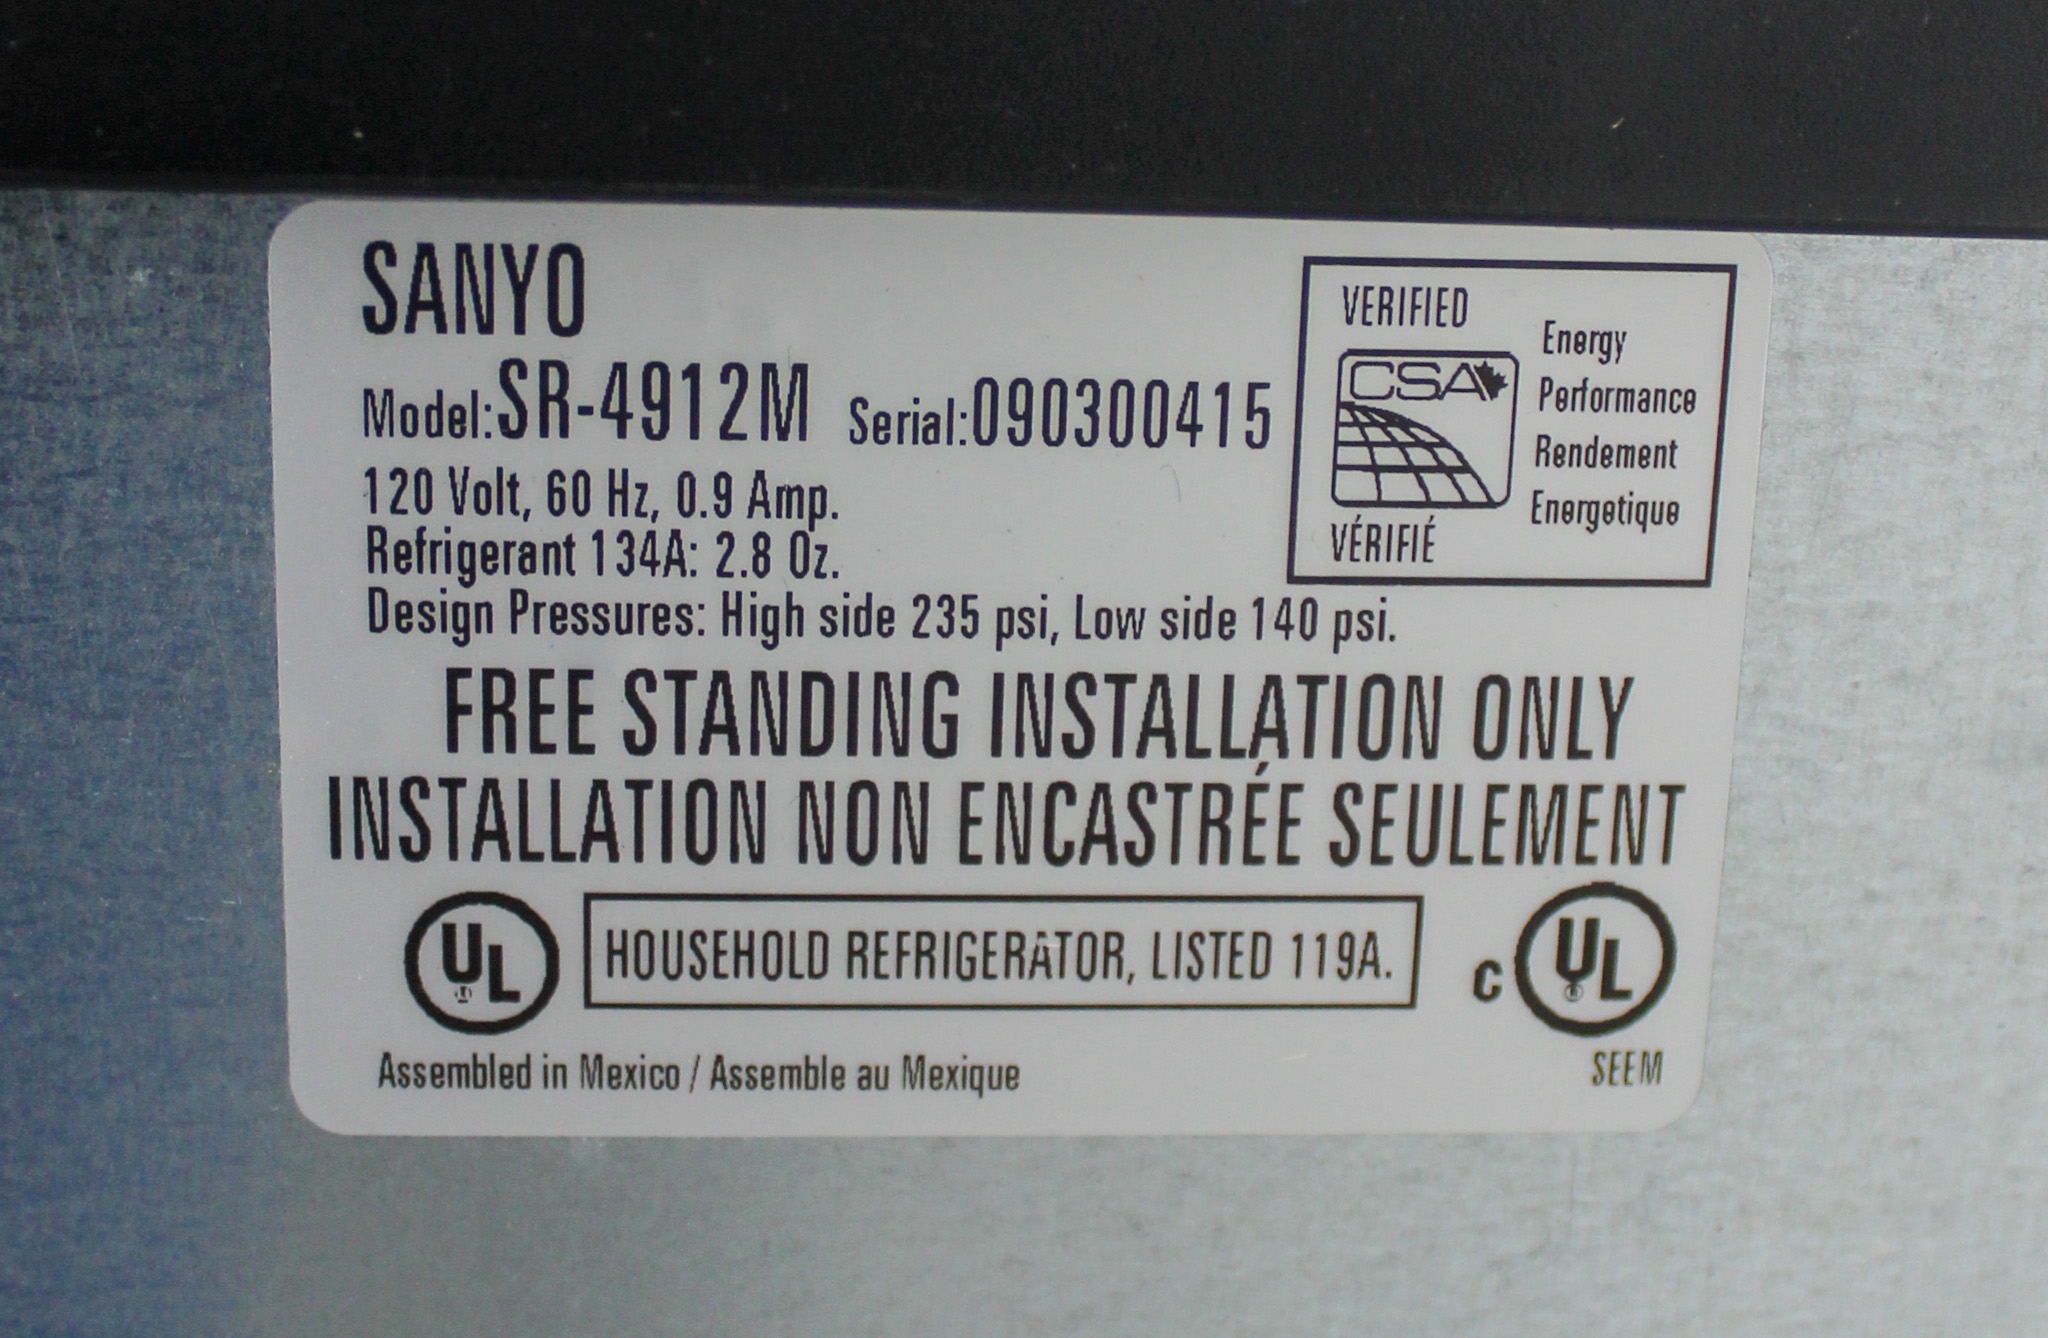 SANYO
Model:SR-4912M Serial:090300415
120 Volt, 60 Hz, 0.9 Amp.
Refrigerant 134A: 2.8 Oz.
Design Pressures: High side 235 psi, Low side 140 psi.
VERIFIED
CSA
VÉRIFIÉ
Energy
Performance
Rendement
Energetique
FREE STANDING INSTALLATION ONLY
INSTALLATION NON ENCASTRÉE SEULEMENT
UL
HOUSEHOLD REFRIGERATOR, LISTED 119A.
C UL
SEEM
Assembled in Mexico / Assemble au Mexique